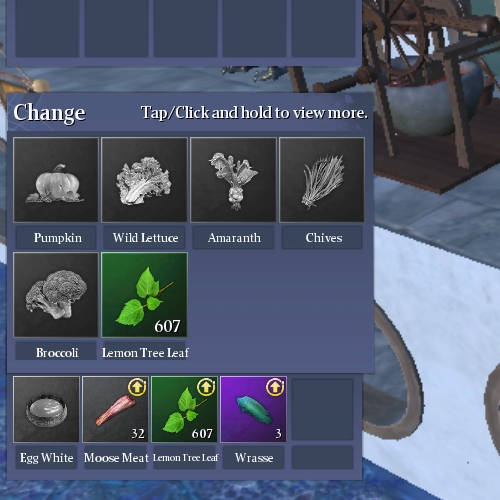 Change
Tap/Click and hold to view more.
Pumpkin
Wild Lettuce
Amaranth
Chives
607
Broccoli
Lemon Tree Leaf
32
607
3
Egg White
Moose Meat
Lemon Tree Leaf
Wrasse